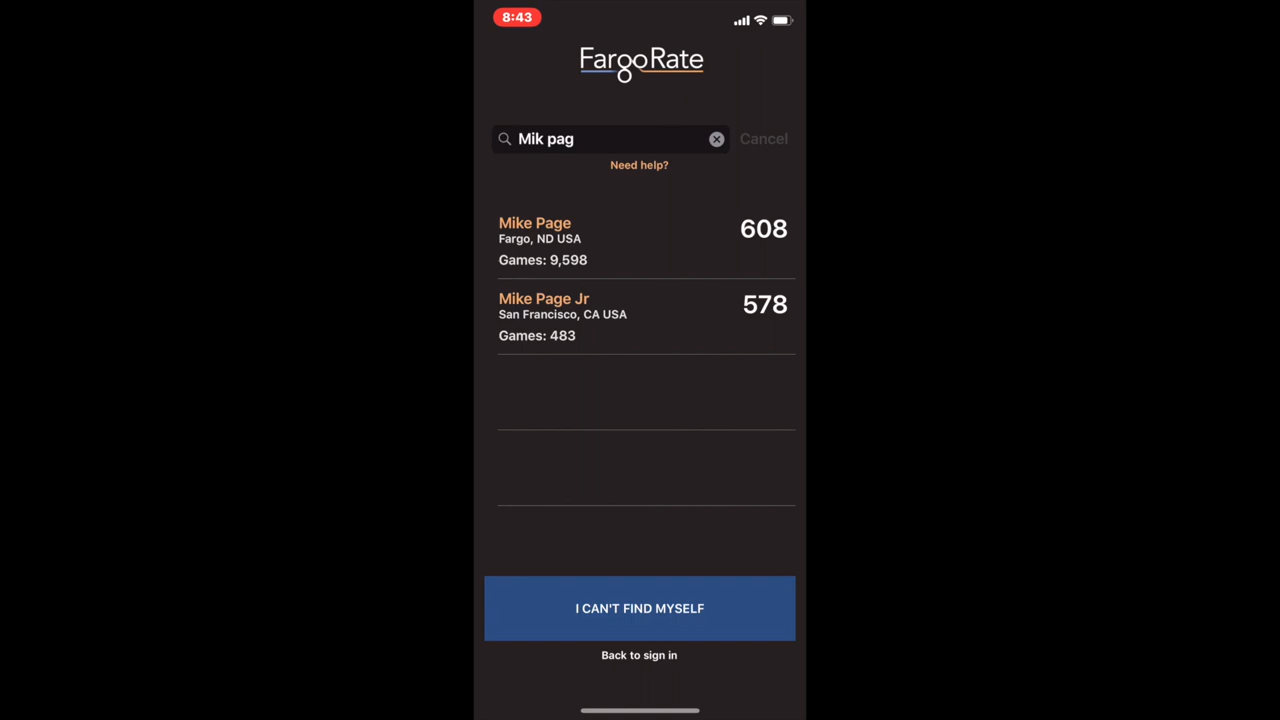 8:43
FargoRate
Mik pag
Cancel
Need help?
Mike Page
608
Fargo, ND USA
Games: 9,598
Mike Page Jr
578
San Francisco, CA USA
Games: 483
I CAN'T FIND MYSELF
Back to sign in